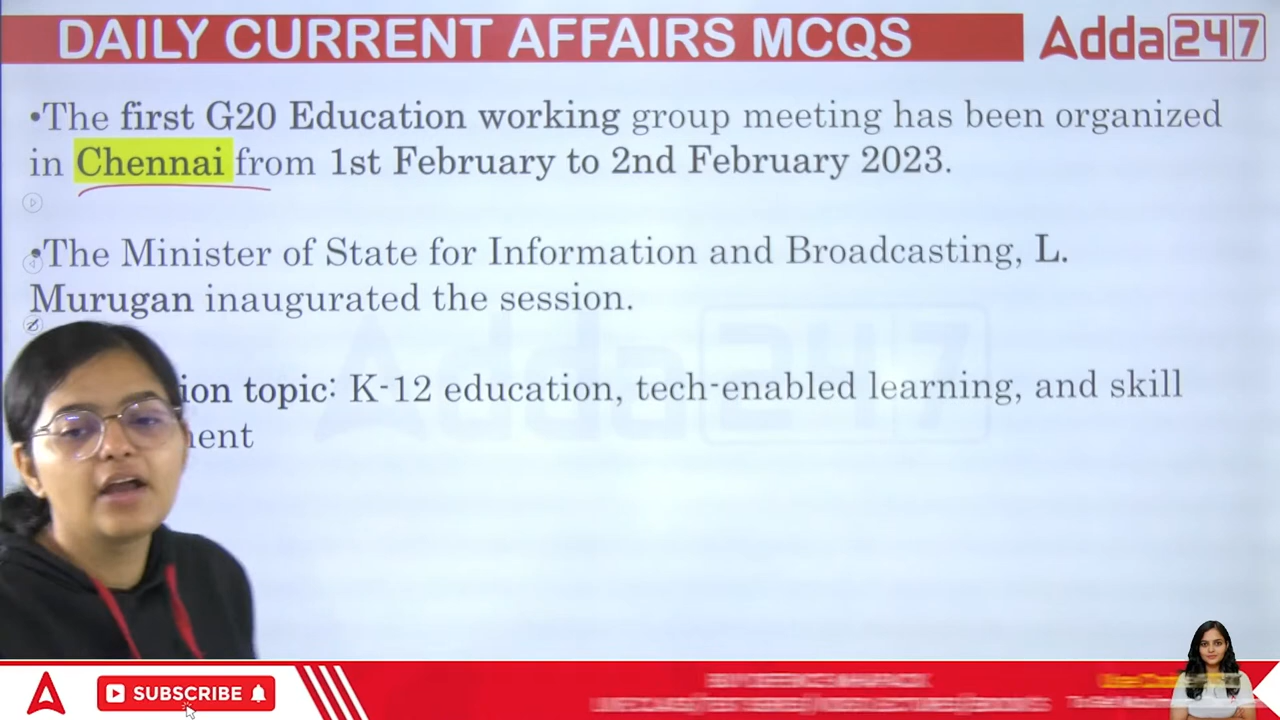 DAILY CURRENT AFFAIRS MCQS
Adda247
•The first G20 Education working group meeting has been organized
in Chennai from 1st February to 2nd February 2023.
•The Minister of State for Information and Broadcasting, L.
Murugan inaugurated the session.
ion topic: K-12 education, tech-enabled learning, and skill
ment
Adda247
SUBSCRIBE